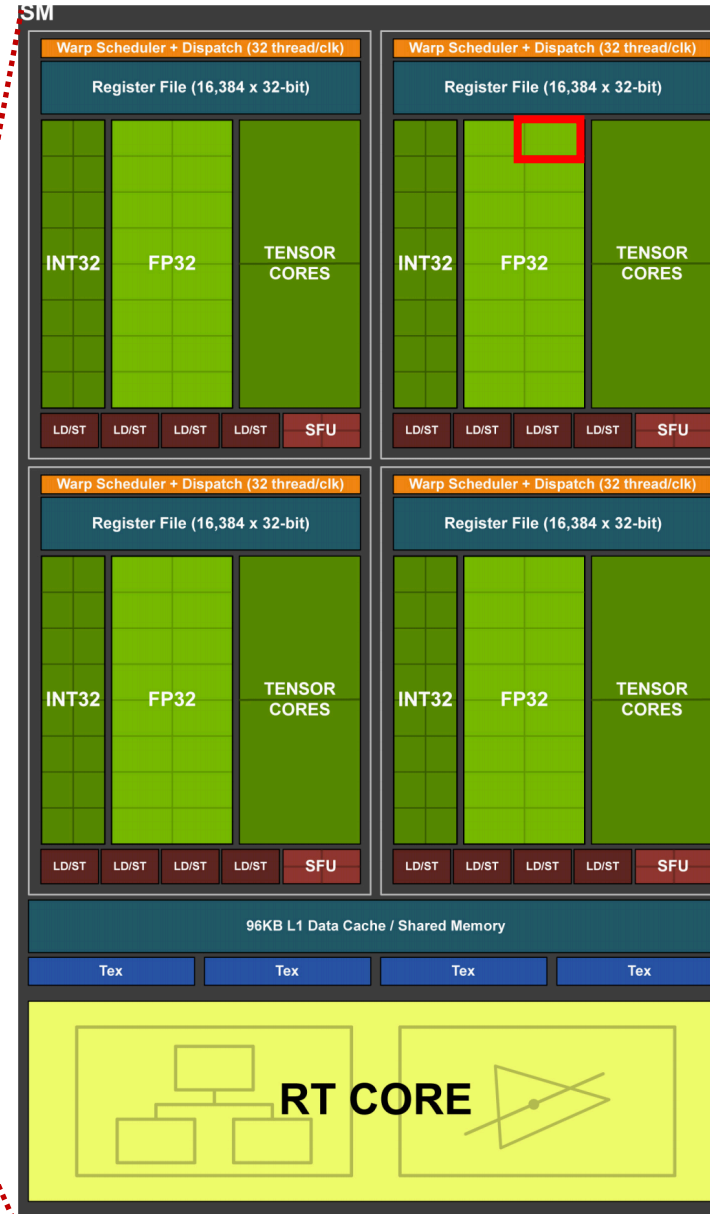 SM
Warp Scheduler + Dispatch (32 thread/clk)
Register File (16,384 x 32-bit)
INT32
FP32
TENSOR
CORES
LD/ST
LD/ST
LD/ST
LD/ST
SFU
Warp Scheduler + Dispatch (32 thread/clk)
Register File (16,384 x 32-bit)
INT32
FP32
TENSOR
CORES
LD/ST
LD/ST
LD/ST
LD/ST
SFU
Warp Scheduler + Dispatch (32 thread/clk)
Register File (16,384 x 32-bit)
INT32
FP32
TENSOR
CORES
LD/ST
LD/ST
LD/ST
LD/ST
SFU
Warp Scheduler + Dispatch (32 thread/clk)
Register File (16,384 x 32-bit)
INT32
FP32
TENSOR
CORES
LD/ST
LD/ST
LD/ST
LD/ST
SFU
96KB L1 Data Cache / Shared Memory
Tex
Tex
Tex
Tex
RT CORE